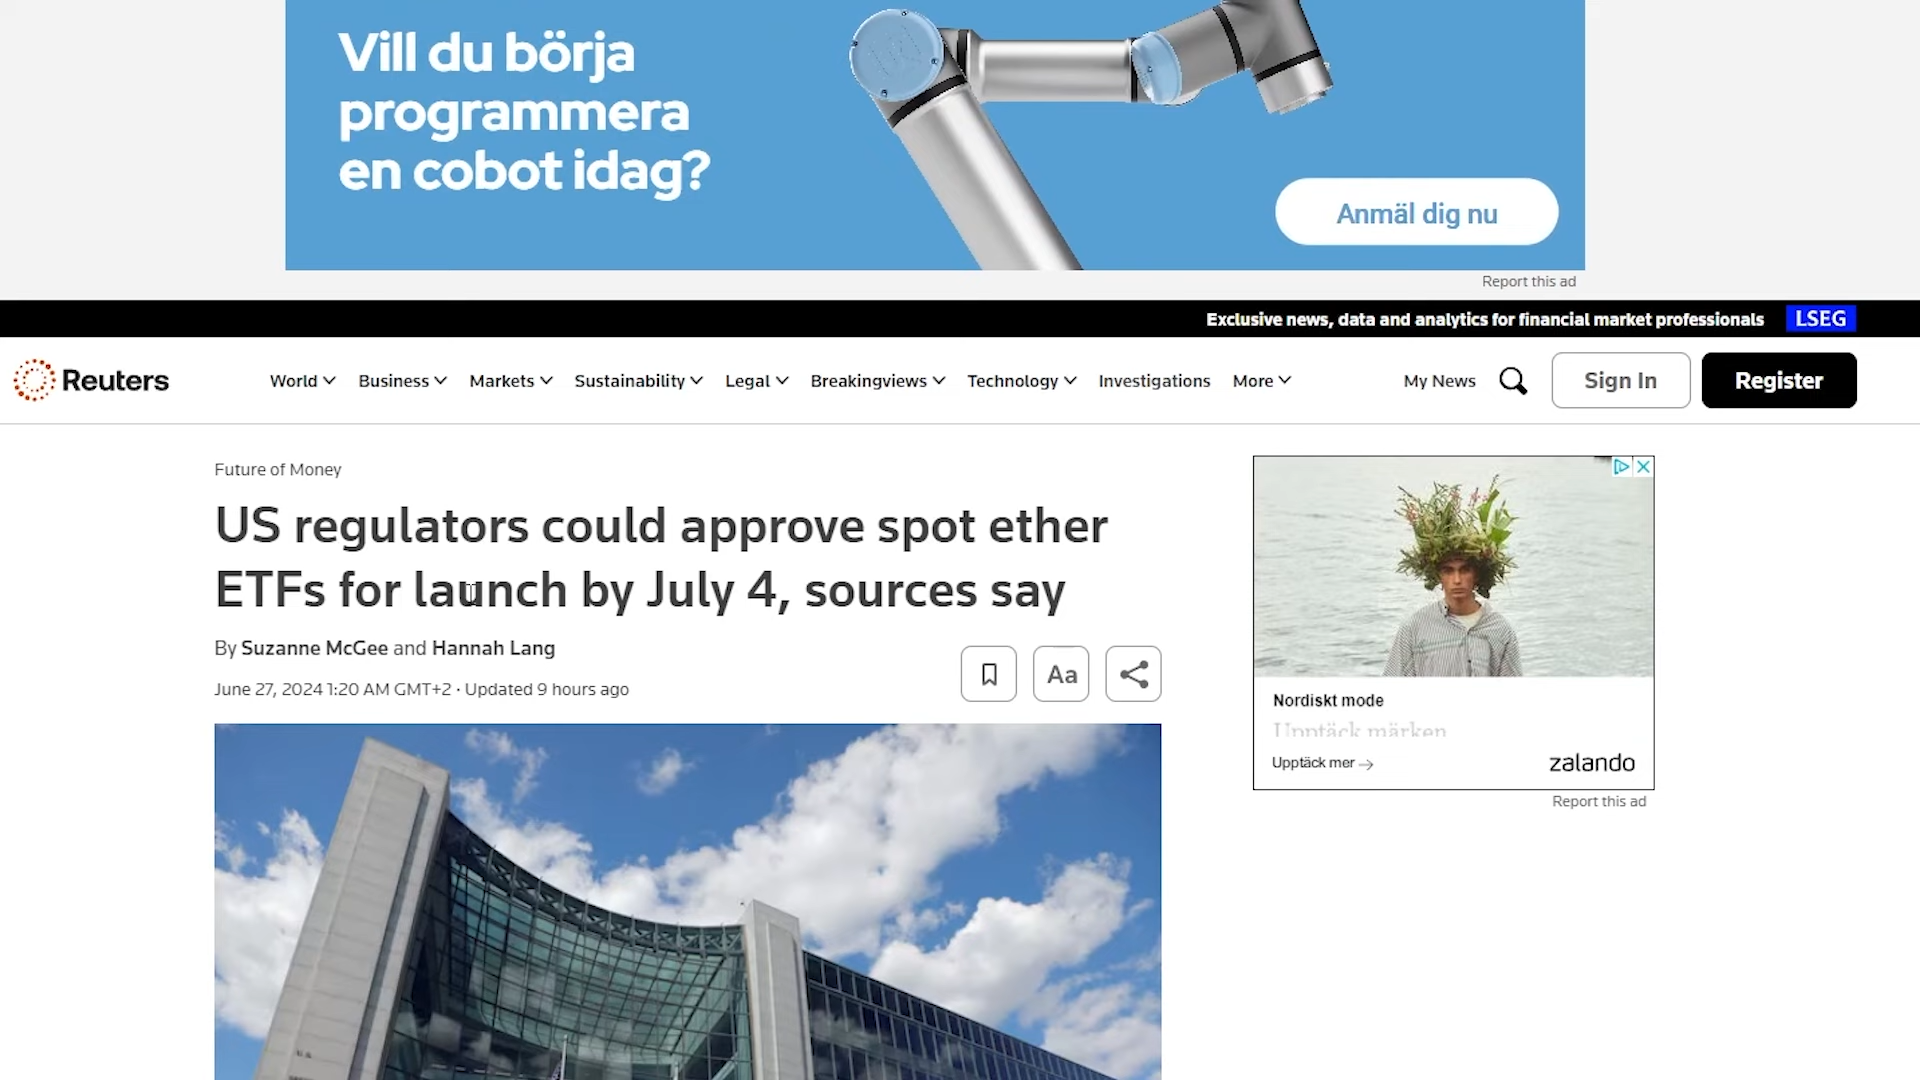 Vill du börja
programmera
en cobot idag?
Anmäl dig nu
Report this ad
Exclusive news, data and analytics for financial market professionals LSEG
Reuters World Business Markets Sustainability Legal Breakingviews Technology Investigations More My News Sign In Register
Future of Money
US regulators could approve spot ether
ETFs for launch by July 4, sources say
By Suzanne McGee and Hannah Lang
June 27, 2024 1:20 AM GMT+2 · Updated 9 hours ago
Aa
Nordiskt mode
Upptäck märken
Upptäck mer
zalando
Report this ad